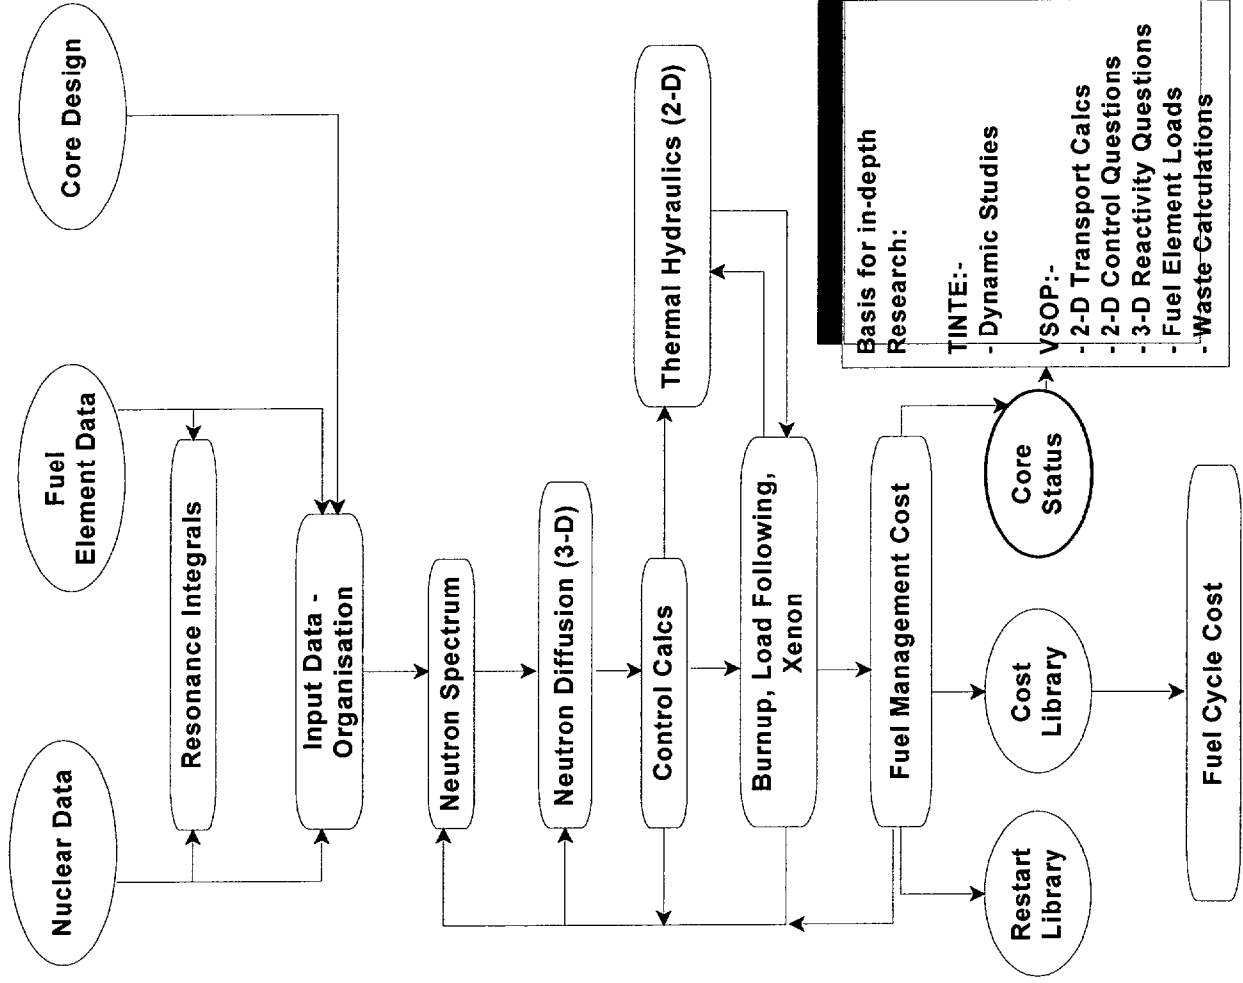 Nuclear Data
Fuel
Element Data
Core Design
Resonance Integrals
Input Data -
Organisation
Neutron Spectrum
Neutron Diffusion (3-D)
Control Calcs
Thermal Hydraulics (2-D)
Burnup, Load Following,
Xenon
Fuel Management Cost
Restart
Library
Cost
Library
Core
Status
Basis for in-depth
Research:
TINTE:-
- Dynamic Studies
VSOP:-
- 2-D Transport Calcs
- 2-D Control Questions
- 3-D Reactivity Questions
- Fuel Element Loads
- Waste Calculations
Fuel Cycle Cost